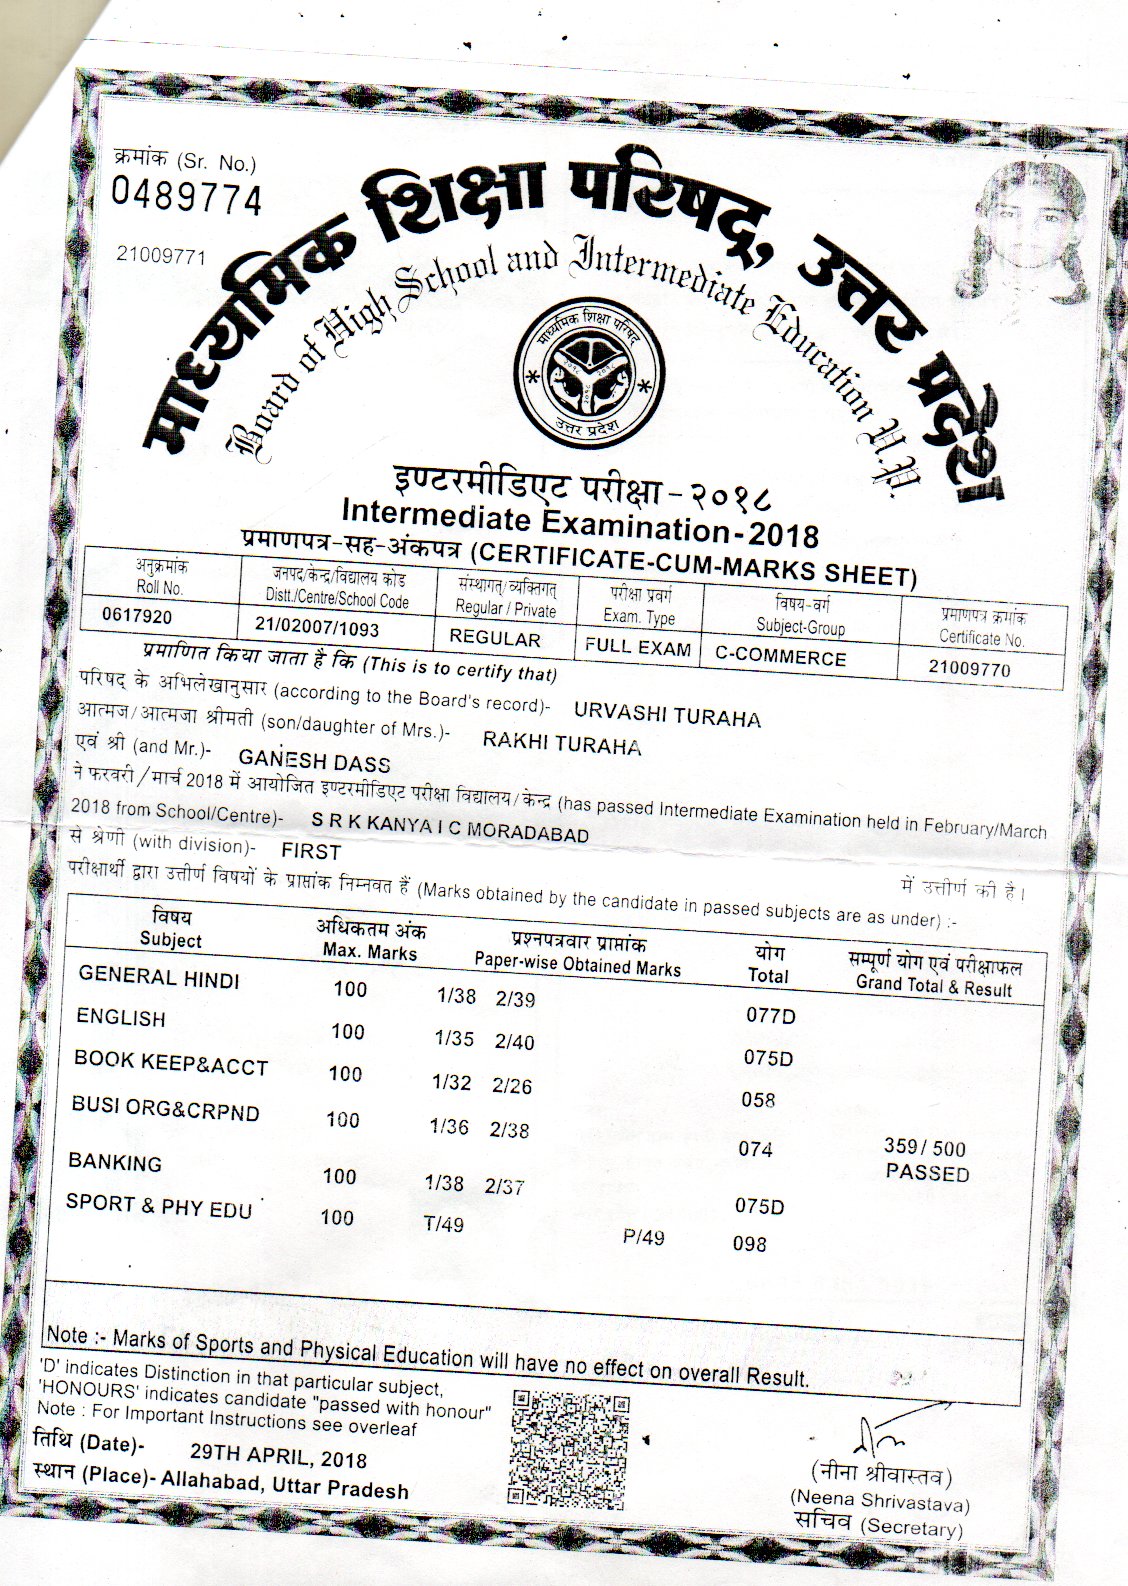 क्रमांक (Sr. No.)
0489774
21009771
माध्यमिक शिक्षा परिषद्, उत्तर प्रदेश
Board of High School and Intermediate Education U.P.
माध्यमिक शिक्षा परिषद्
उत्तर प्रदेश
इण्टरमीडिएट परीक्षा-२०१८
Intermediate Examination-2018
प्रमाणपत्र-सह-अंकपत्र (CERTIFICATE-CUM-MARKS SHEET)
अनुक्रमांक जनपद/केन्द्र/विद्यालय कोड संस्थागत्/व्यक्तिगत् परीक्षा प्रवर्ग विषय-वर्ग प्रमाणपत्र क्रमांक
Roll No. Distt./Centre/School Code Regular / Private Exam. Type Subject-Group Certificate No.
0617920 21/02007/1093 REGULAR FULL EXAM C-COMMERCE 21009770
प्रमाणित किया जाता है कि (This is to certify that)
परिषद के अभिलेखानुसार (according to the Board's record)- URVASHI TURAHA
आत्मज/आत्मजा श्रीमती (son/daughter of Mrs.)- RAKHI TURAHA
एवं श्री (and Mr.)- GANESH DASS
ने फरवरी/मार्च 2018 में आयोजित इण्टरमीडिएट परीक्षा विद्यालय/केन्द्र (has passed Intermediate Examination held in February/March
2018 from School/Centre)- S R K KANYA I C MORADABAD
से श्रेणी (with division)- FIRST में उत्तीर्ण की है।
परीक्षार्थी द्वारा उत्तीर्ण विषयों के प्राप्तांक निम्नवत हैं (Marks obtained by the candidate in passed subjects are as under) :-
विषय अधिकतम अंक प्रश्नपत्रवार प्राप्तांक योग सम्पूर्ण योग एवं परीक्षाफल
Subject Max. Marks Paper-wise Obtained Marks Total Grand Total & Result
GENERAL HINDI 100 1/38 2/39 077D
ENGLISH 100 1/35 2/40 075D
BOOK KEEP&ACCT 100 1/32 2/26 058
BUSI ORG&CRPND 100 1/36 2/38 074 359/ 500
PASSED
BANKING 100 1/38 2/37 075D
SPORT & PHY EDU 100 T/49 P/49 098
Note :- Marks of Sports and Physical Education will have no effect on overall Result.
'D' indicates Distinction in that particular subject,
'HONOURS' indicates candidate "passed with honour"
Note : For Important Instructions see overleaf
तिथि (Date)- 29TH APRIL, 2018
स्थान (Place)- Allahabad, Uttar Pradesh
(नीना श्रीवास्तव)
(Neena Shrivastava)
सचिव (Secretary)